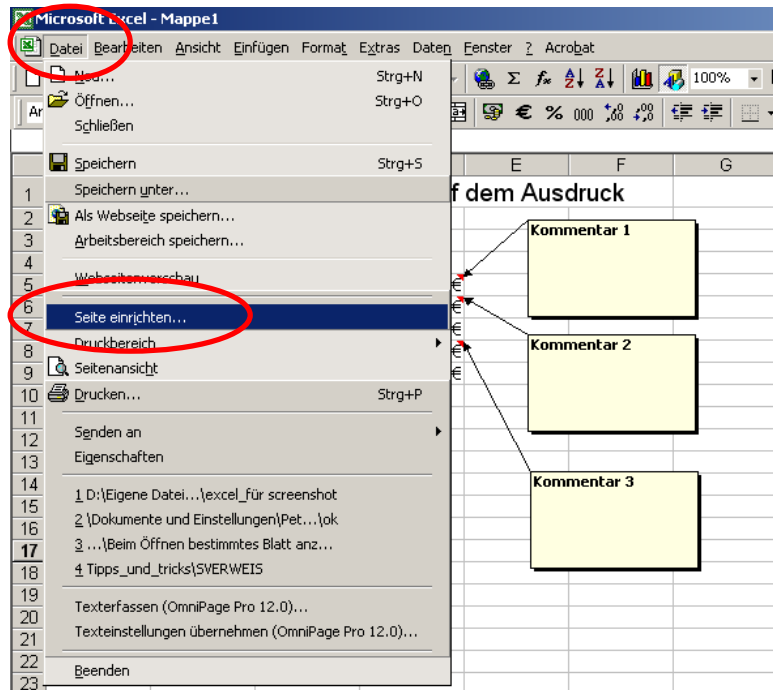 Microsoft Excel - Mappe1
Datei Bearbeiten Ansicht Einfügen Format Extras Daten Fenster ? Acrobat
Neu... Strg+N
Σ fx 100%
Öffnen... Strg+O
Ar € % 000
Schließen
Speichern Strg+S
E F G
Speichern unter...
1 f dem Ausdruck
2 Als Webseite speichern...
Kommentar 1
3 Arbeitsbereich speichern...
4
Webseitenvorschau
5 €
6 €
Seite einrichten...
7 €
Druckbereich
8 €
Kommentar 2
9 Seitenansicht €
10 Drucken... Strg+P
11
Senden an
12
Eigenschaften
13
14
Kommentar 3
1 D:\Eigene Datei...\excel_für screenshot
15
2 \Dokumente und Einstellungen\Pet...\ok
16
3 ...\Beim Öffnen bestimmtes Blatt anz...
17
4 Tipps_und_tricks\SVERWEIS
18
19
Texterfassen (OmniPage Pro 12.0)...
20
Texteinstellungen übernehmen (OmniPage Pro 12.0)...
21
22
Beenden
23